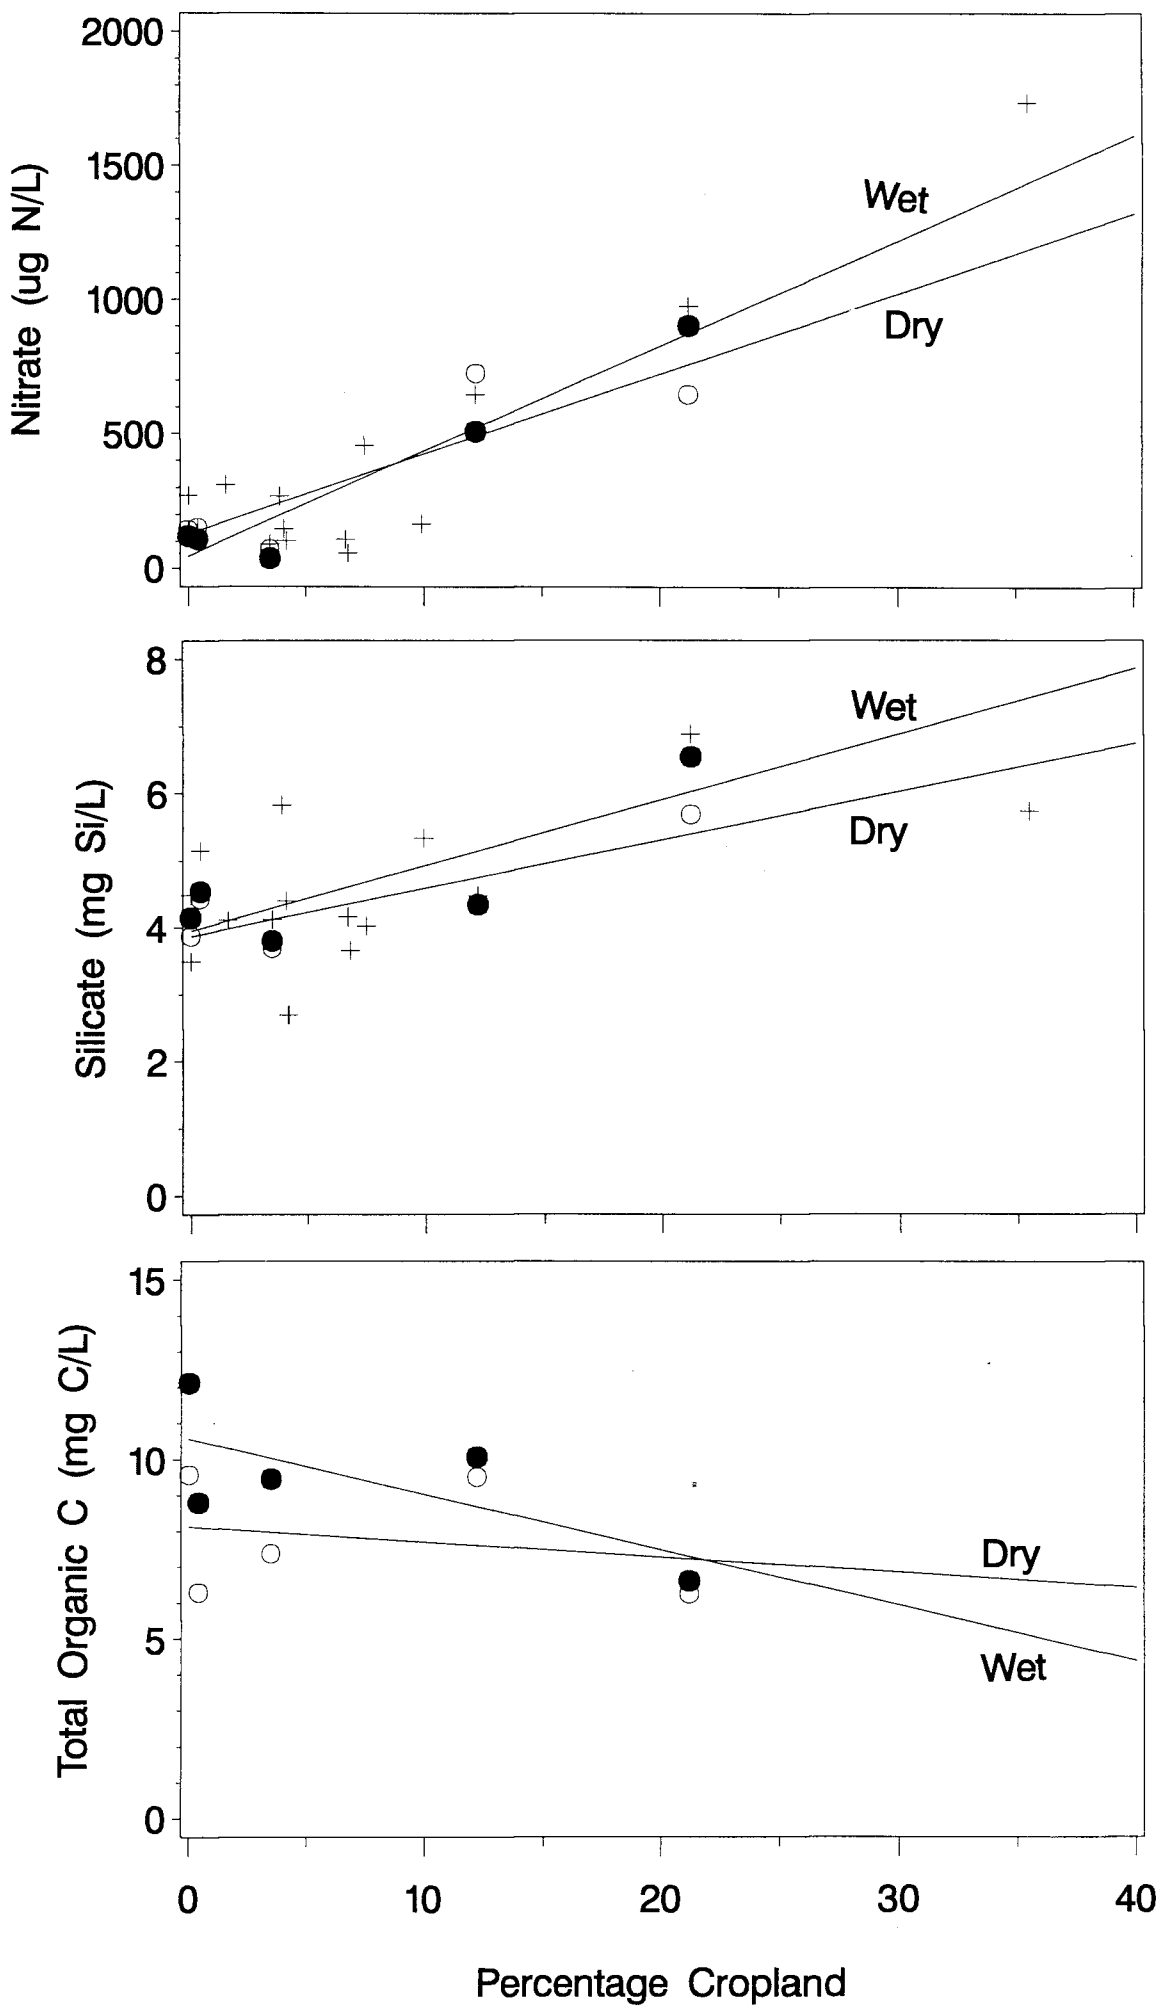 2000
1500
1000
500
0
Nitrate (ug N/L)
Wet
Dry
8
6
4
2
0
Silicate (mg Si/L)
Wet
Dry
15
10
5
0
Total Organic C (mg C/L)
Dry
Wet
0 10 20 30 40
Percentage Cropland